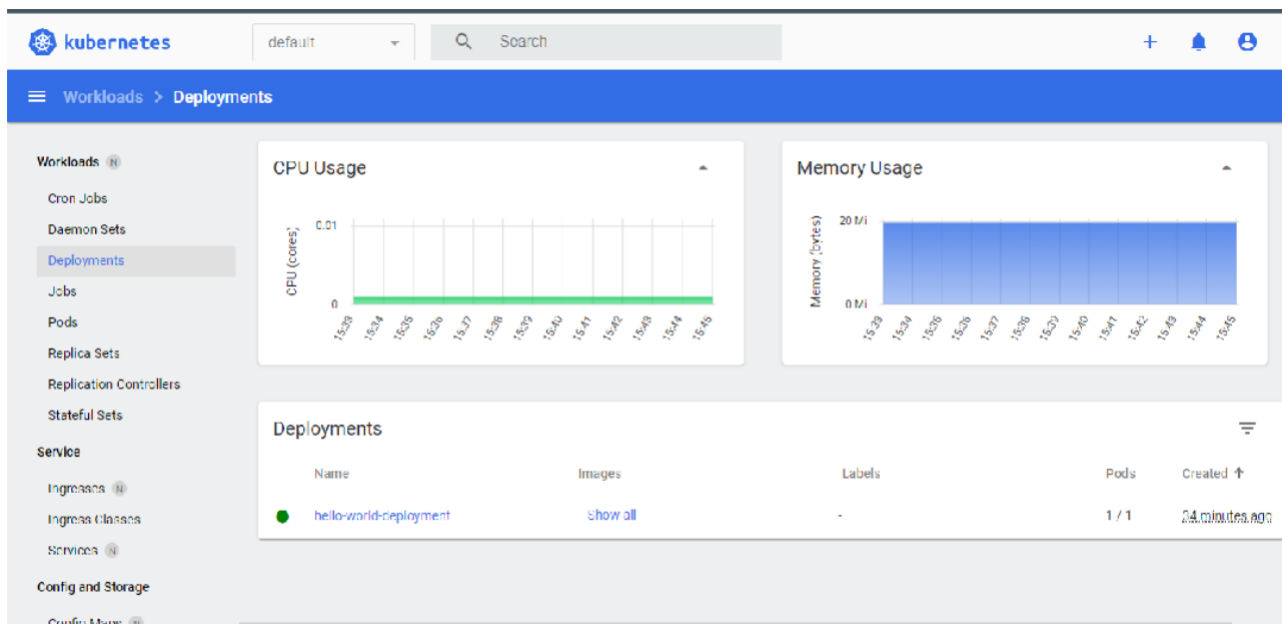 kubernetes
default
Search
Workloads > Deployments
Workloads N
Cron Jobs
Daemon Sets
Deployments
Jobs
Pods
Replica Sets
Replication Controllers
Stateful Sets
Service
Ingresses N
Ingress Classes
Services N
Config and Storage
Config Maps N
CPU Usage
CPU (cores)
0.01
0
15:33 15:34 15:35 15:36 15:37 15:38 15:39 15:40 15:41 15:42 15:43 15:44 15:45
Memory Usage
Memory (bytes)
20 Mi
0 Mi
15:34 15:35 15:36 15:37 15:38 15:39 15:40 15:41 15:42 15:43 15:44 15:45
Deployments
Name Images Labels Pods Created
hello-world-deployment Show all - 1 / 1 minutes ago